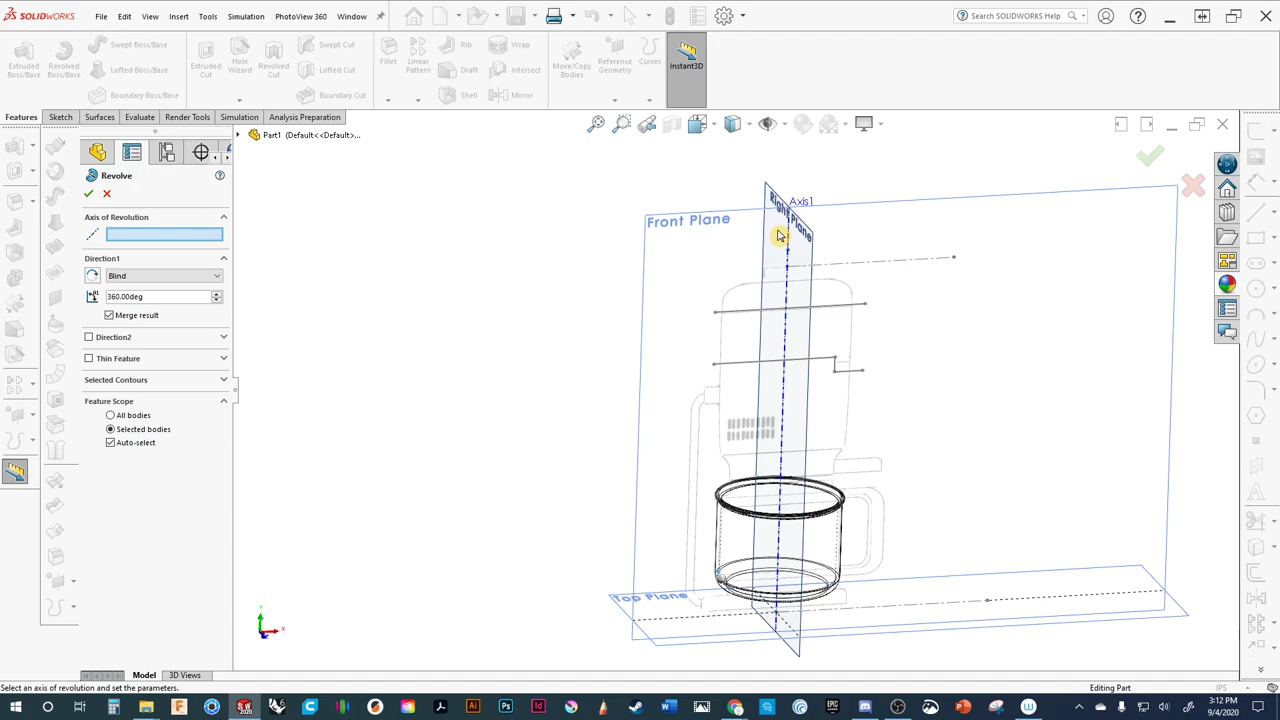 SOLIDWORKS
File Edit View Insert Tools Simulation PhotoView 360 Window
Search SOLIDWORKS Help
Extruded Boss/Base
Revolved Boss/Base
Swept Boss/Base
Lofted Boss/Base
Boundary Boss/Base
Extruded Cut
Hole Wizard
Revolved Cut
Swept Cut
Lofted Cut
Boundary Cut
Fillet
Linear Pattern
Rib
Draft
Shell
Wrap
Intersect
Mirror
Move/Copy Bodies
Reference Geometry
Curves
Instant3D
Features Sketch Surfaces Evaluate Render Tools Simulation Analysis Preparation
Part1 (Default<<Default>...
Revolve
Axis of Revolution
Direction1
Blind
360.00deg
Merge result
Direction2
Thin Feature
Selected Contours
Feature Scope
All bodies
Selected bodies
Auto-select
Axis1
Right Plane
Front Plane
Top Plane
Y
X
Model 3D Views
Select an axis of revolution and set the parameters.
Editing Part
IPS
3:12 PM
9/4/2020